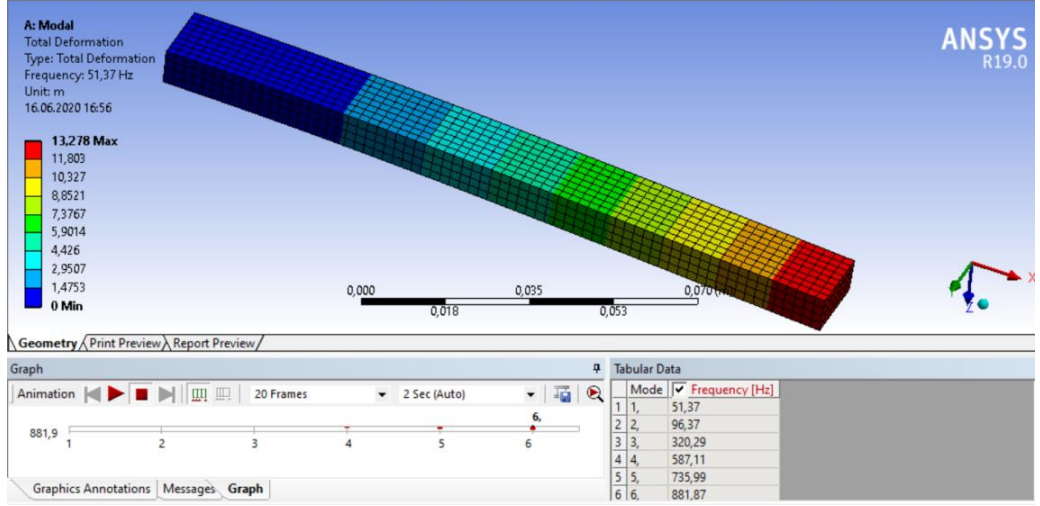 A: Modal
Total Deformation
Type: Total Deformation
Frequency: 51,37 Hz
Unit: m
16.06.2020 16:56
13,278 Max
11,803
10,327
8,8521
7,3767
5,9014
4,426
2,9507
1,4753
0 Min
ANSYS
R19.0
0,000 0,035 0,070 (m)
0,018 0,053
X
Y
Z
Geometry Print Preview Report Preview
Graph
Animation 20 Frames 2 Sec (Auto)
6,
881,9
1 2 3 4 5 6
Graphics Annotations Messages Graph
Tabular Data
Mode Frequency [Hz]
1 1, 51,37
2 2, 96,37
3 3, 320,29
4 4, 587,11
5 5, 735,99
6 6, 881,87